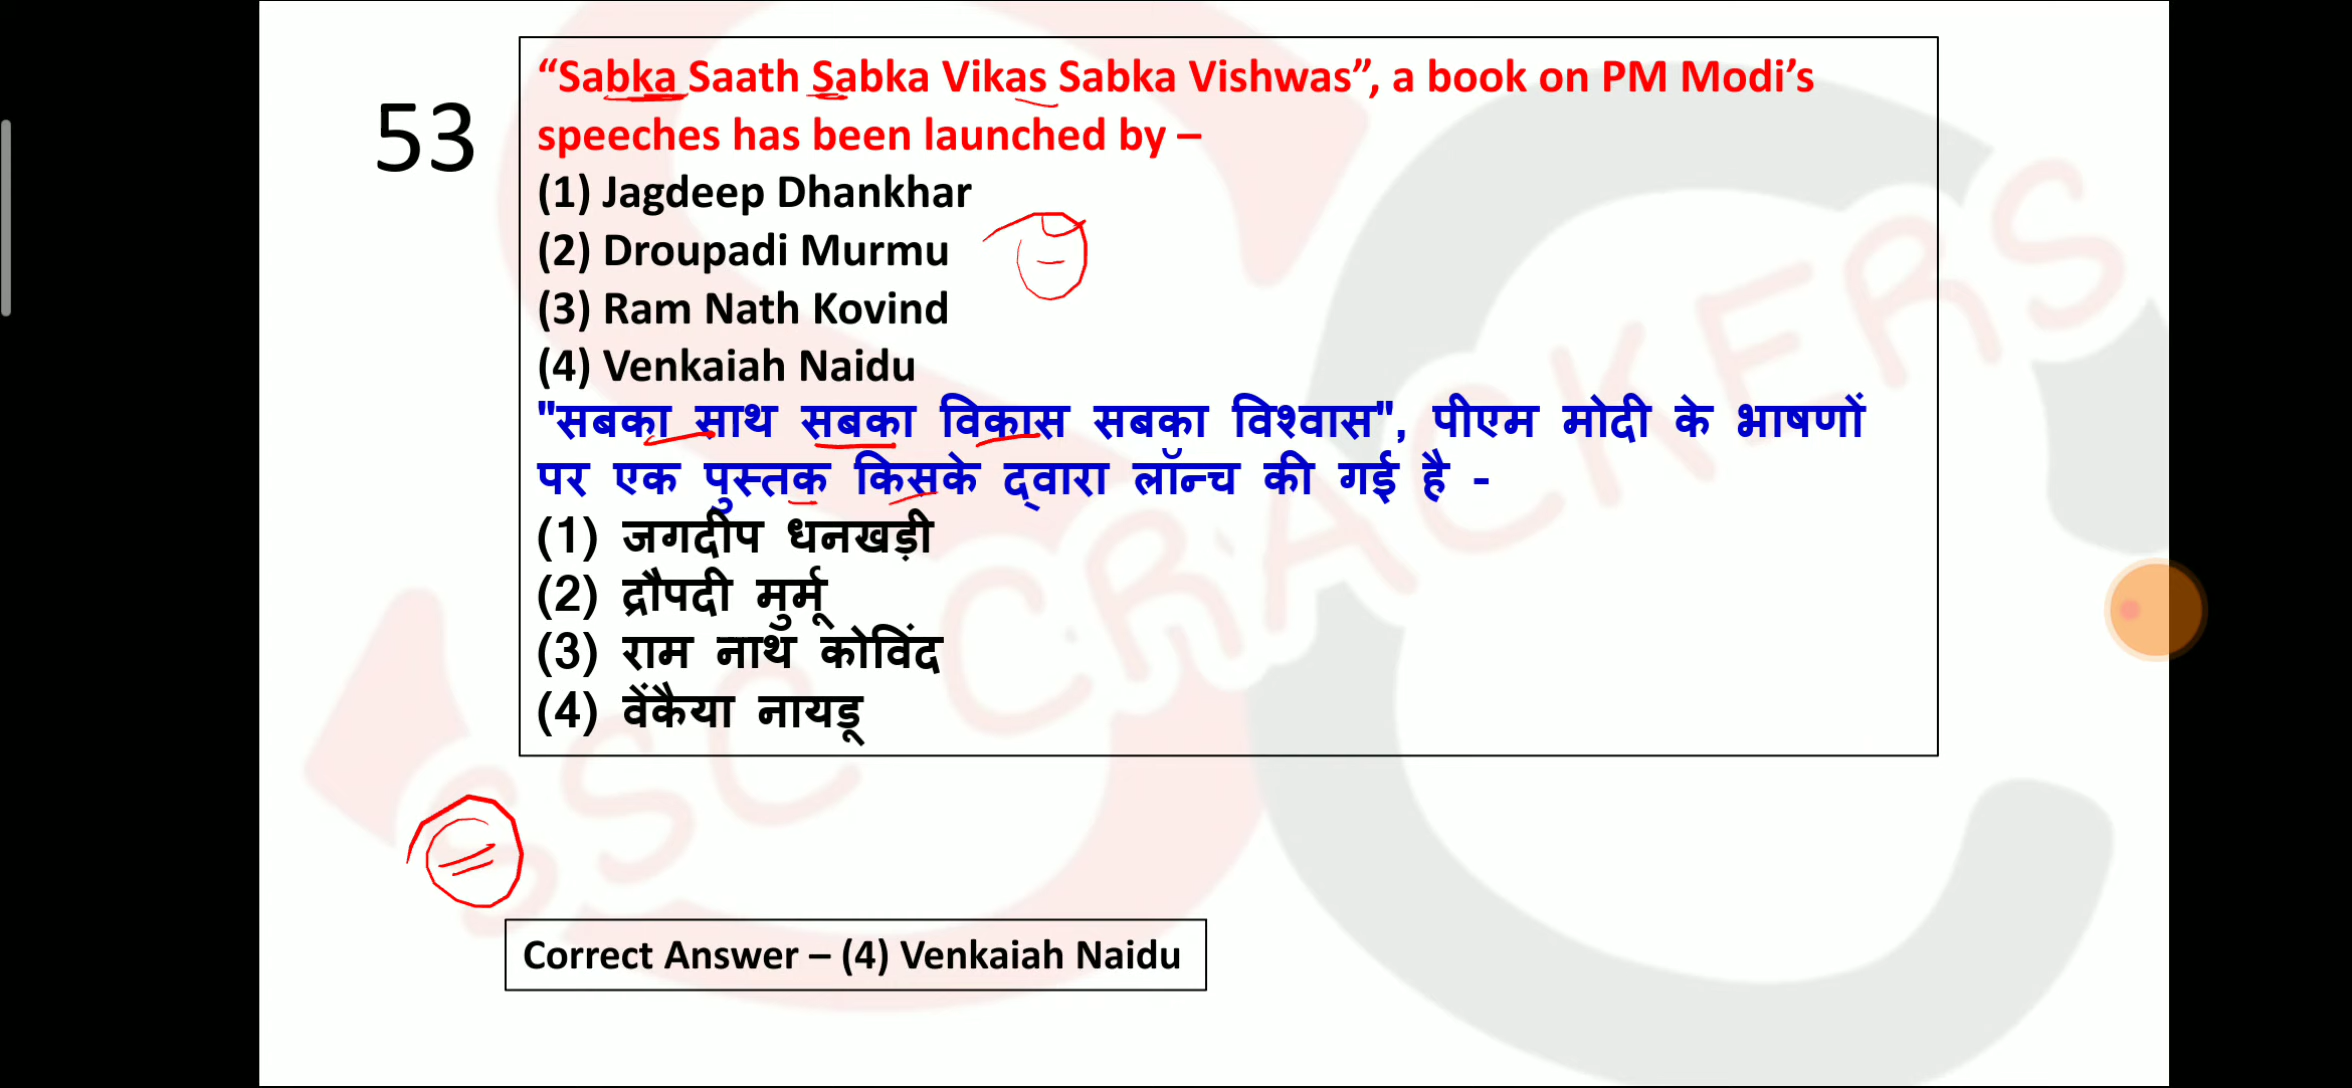 53
“Sabka Saath Sabka Vikas Sabka Vishwas”, a book on PM Modi’s
speeches has been launched by –
(1) Jagdeep Dhankhar
(2) Droupadi Murmu
(3) Ram Nath Kovind
(4) Venkaiah Naidu
"सबका साथ सबका विकास सबका विश्वास", पीएम मोदी के भाषणों
पर एक पुस्तक किसके द्वारा लॉन्च की गई है -
(1) जगदीप धनखड़ी
(2) द्रौपदी मुर्मू
(3) राम नाथ कोविंद
(4) वेंकैया नायडू
Correct Answer – (4) Venkaiah Naidu
SSC CRACKERS